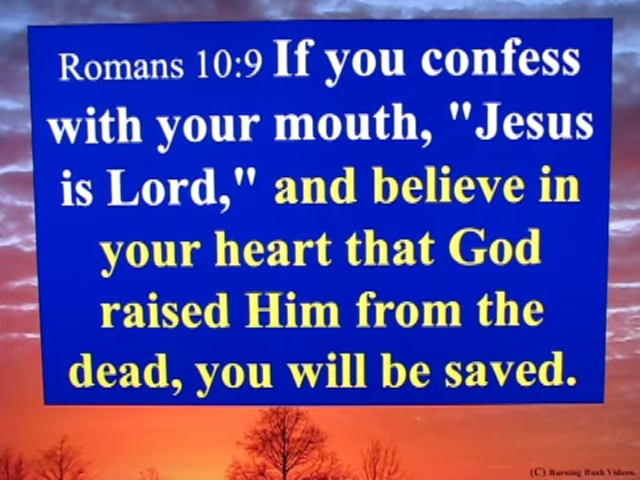 Romans 10:9 If you confess
with your mouth, "Jesus
is Lord," and believe in
your heart that God
raised Him from the
dead, you will be saved.
(C) Burning Bush Videos.